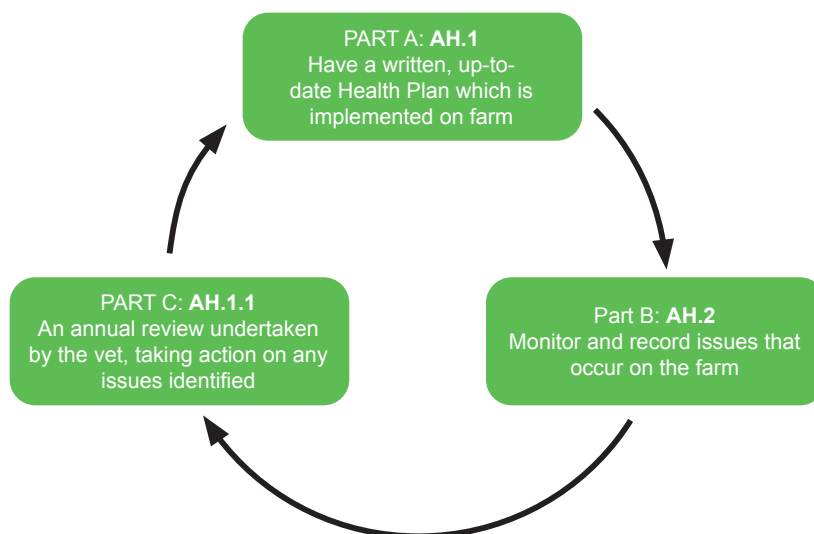 PART A: AH.1
Have a written, up-to-
date Health Plan which is
implemented on farm
PART C: AH.1.1
An annual review undertaken
by the vet, taking action on any
issues identified
Part B: AH.2
Monitor and record issues that
occur on the farm